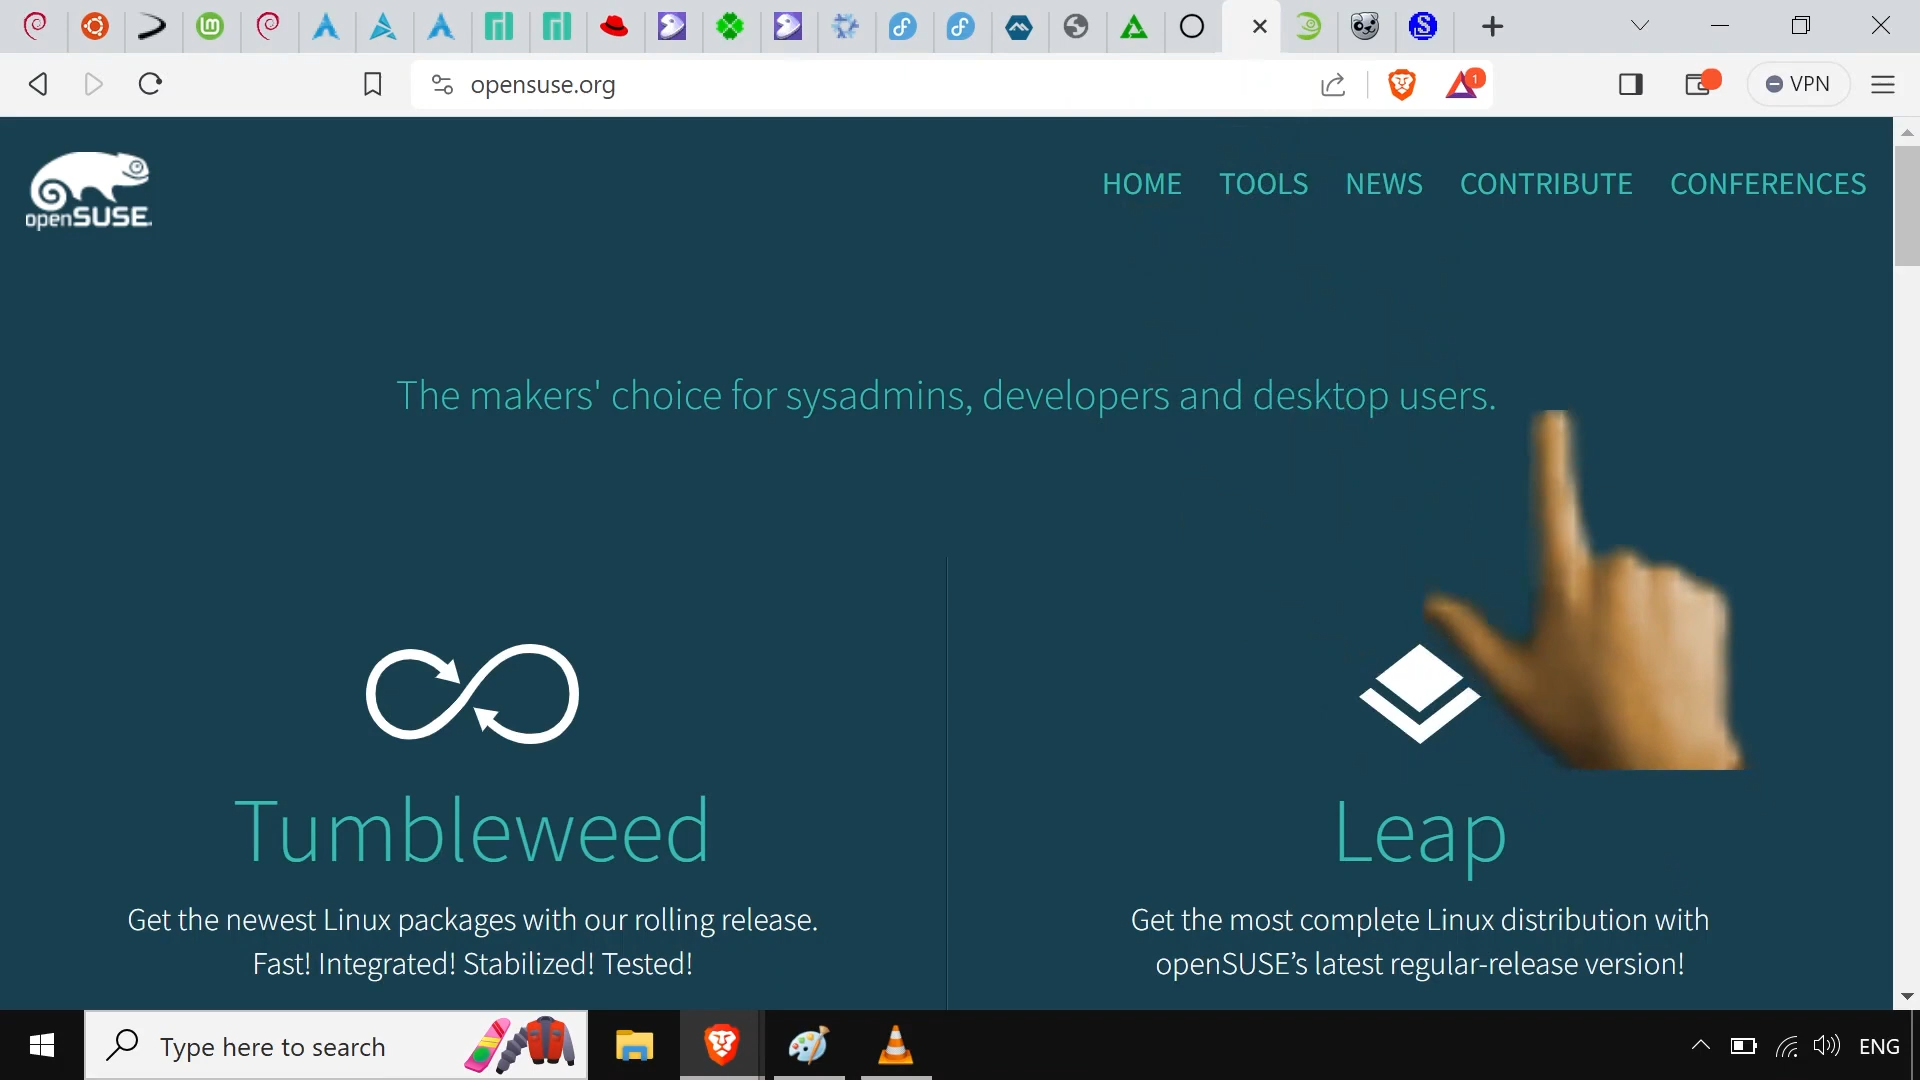 opensuse.org
1
VPN
openSUSE
HOME TOOLS NEWS CONTRIBUTE CONFERENCES
The makers' choice for sysadmins, developers and desktop users.
Tumbleweed
Get the newest Linux packages with our rolling release.
Fast! Integrated! Stabilized! Tested!
Leap
Get the most complete Linux distribution with
openSUSE’s latest regular-release version!
Type here to search
ENG